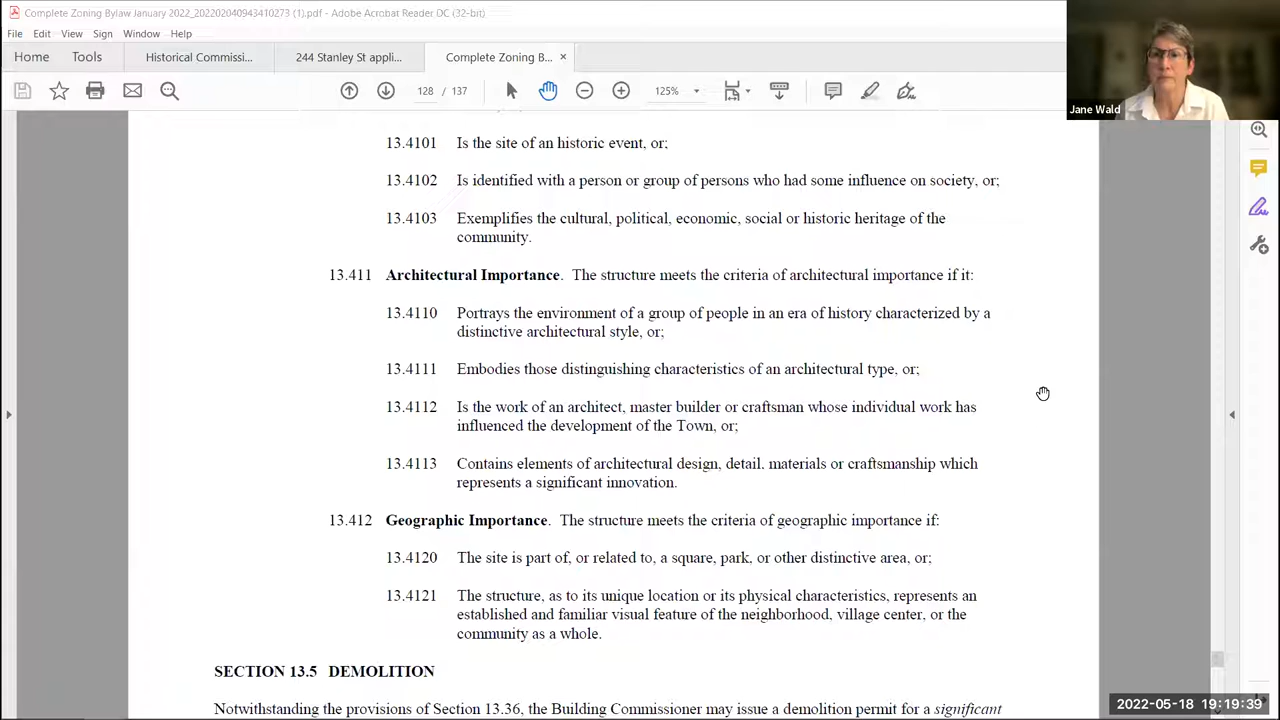 Complete Zoning Bylaw January 2022_202202040943410273 (1).pdf - Adobe Acrobat Reader DC (32-bit)
File Edit View Sign Window Help
Home Tools Historical Commissi... 244 Stanley St appli... Complete Zoning B... ×
128 / 137 125%
Jane Wald
13.4101 Is the site of an historic event, or;
13.4102 Is identified with a person or group of persons who had some influence on society, or;
13.4103 Exemplifies the cultural, political, economic, social or historic heritage of the
community.
13.411 Architectural Importance. The structure meets the criteria of architectural importance if it:
13.4110 Portrays the environment of a group of people in an era of history characterized by a
distinctive architectural style, or;
13.4111 Embodies those distinguishing characteristics of an architectural type, or;
13.4112 Is the work of an architect, master builder or craftsman whose individual work has
influenced the development of the Town, or;
13.4113 Contains elements of architectural design, detail. materials or craftsmanship which
represents a significant innovation.
13.412 Geographic Importance. The structure meets the criteria of geographic importance if:
13.4120 The site is part of, or related to, a square, park, or other distinctive area, or;
13.4121 The structure, as to its unique location or its physical characteristics, represents an
established and familiar visual feature of the neighborhood, village center, or the
community as a whole.
SECTION 13.5 DEMOLITION
Notwithstanding the provisions of Section 13.36, the Building Commissioner may issue a demolition permit for a significant
2022-05-18 19:19:39